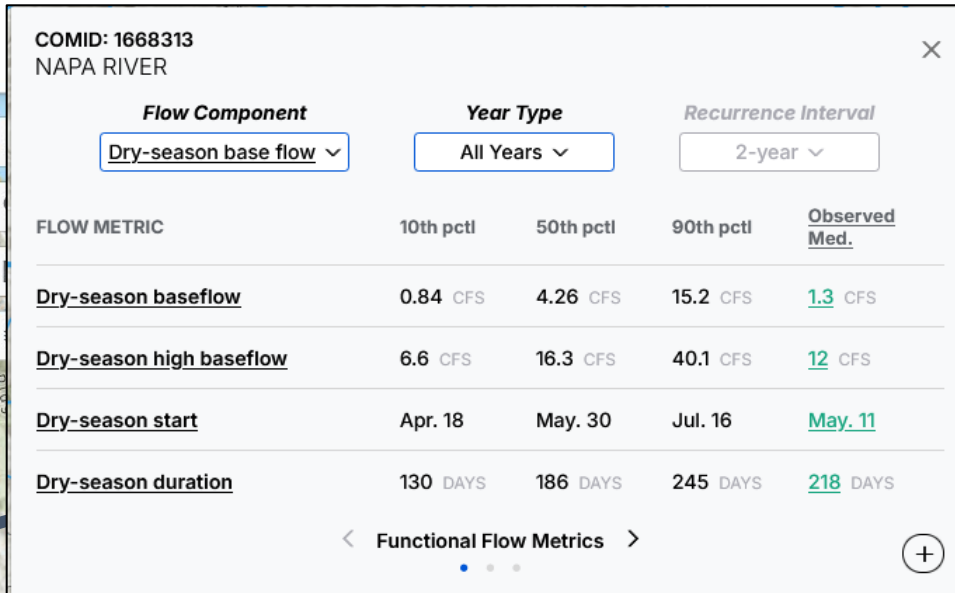 COMID: 1668313
NAPA RIVER
Flow Component Year Type Recurrence Interval
Dry-season base flow All Years 2-year
FLOW METRIC 10th pctl 50th pctl 90th pctl Observed Med.
Dry-season baseflow 0.84 CFS 4.26 CFS 15.2 CFS 1.3 CFS
Dry-season high baseflow 6.6 CFS 16.3 CFS 40.1 CFS 12 CFS
Dry-season start Apr. 18 May. 30 Jul. 16 May. 11
Dry-season duration 130 DAYS 186 DAYS 245 DAYS 218 DAYS
Functional Flow Metrics